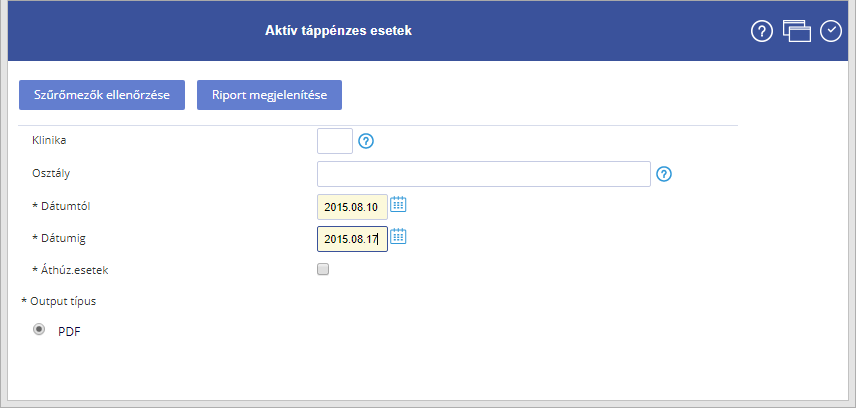 Aktív táppénzes esetek
Szűrőmezők ellenőrzése Riport megjelenítése
Klinika
Osztály
* Dátumtól 2015.08.10
* Dátumig 2015.08.17
* Áthúz.esetek
* Output típus
PDF